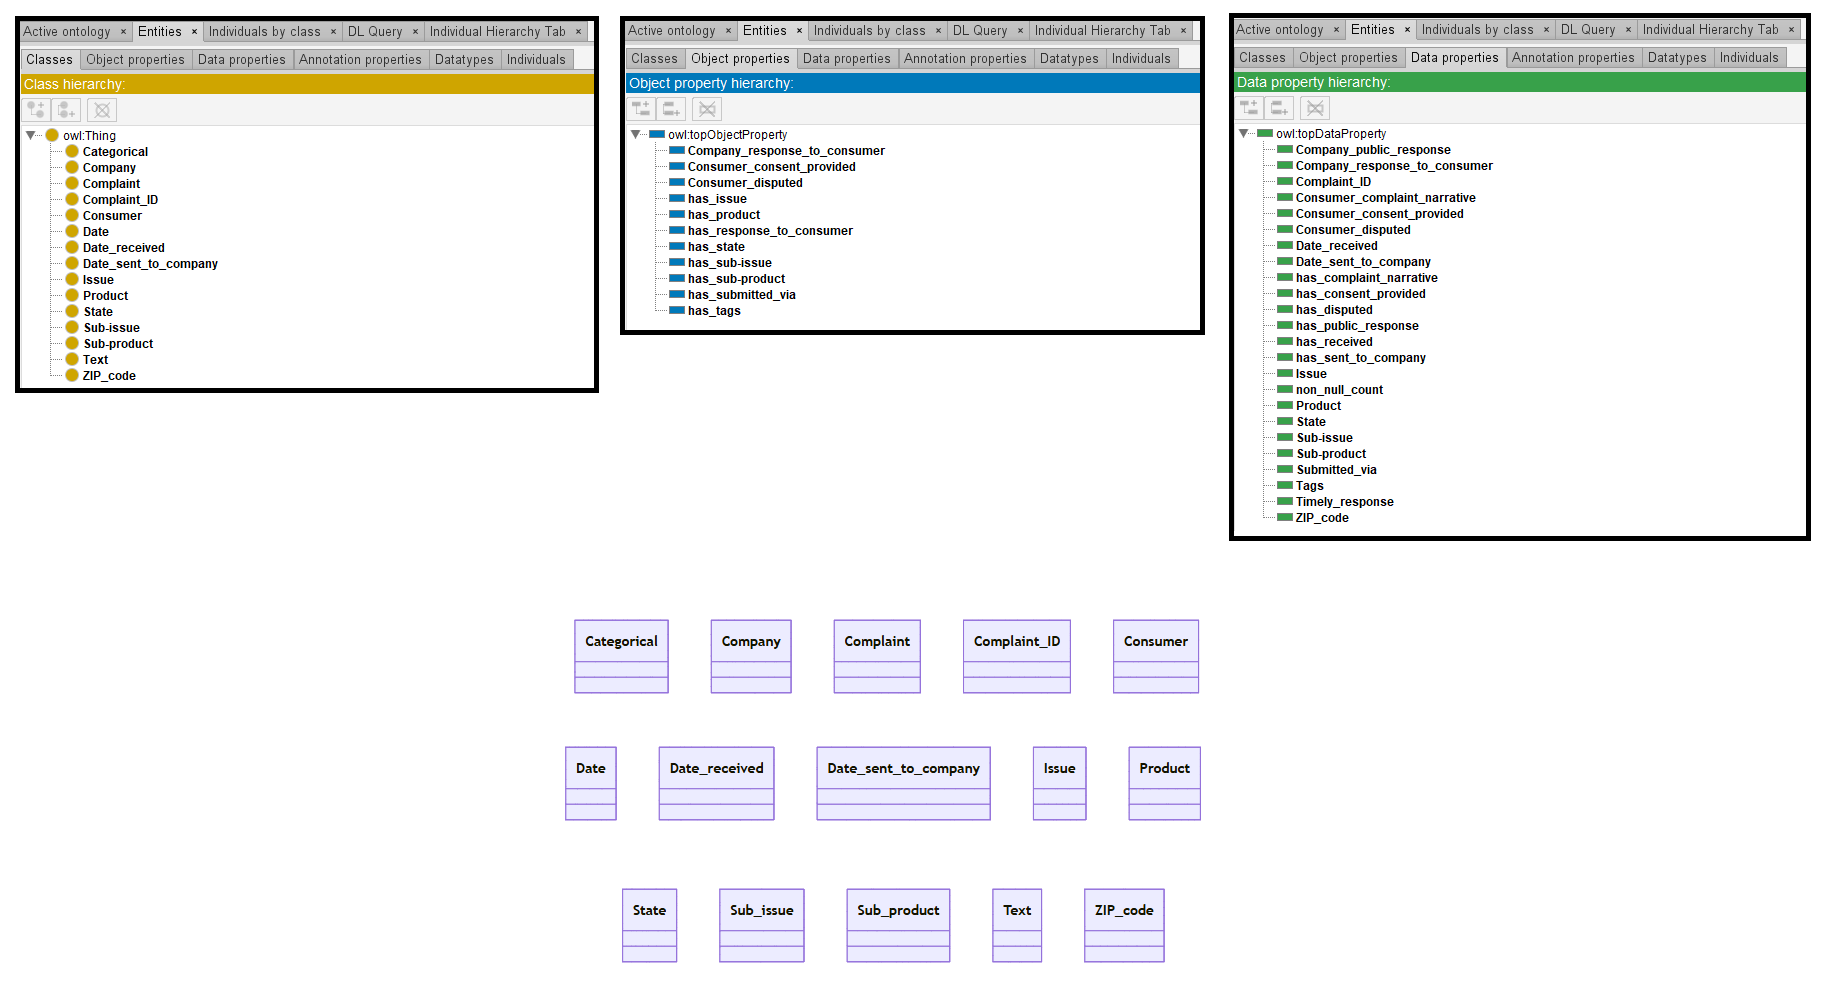 Active ontology × Entities × Individuals by class × DL Query × Individual Hierarchy Tab ×
Classes Object properties Data properties Annotation properties Datatypes Individuals
Class hierarchy:
owl:Thing
Categorical
Company
Complaint
Complaint_ID
Consumer
Date
Date_received
Date_sent_to_company
Issue
Product
State
Sub-issue
Sub-product
Text
ZIP_code
Active ontology × Entities × Individuals by class × DL Query × Individual Hierarchy Tab ×
Classes Object properties Data properties Annotation properties Datatypes Individuals
Object property hierarchy:
owl:topObjectProperty
Company_response_to_consumer
Consumer_consent_provided
Consumer_disputed
has_issue
has_product
has_response_to_consumer
has_state
has_sub-issue
has_sub-product
has_submitted_via
has_tags
Active ontology × Entities × Individuals by class × DL Query × Individual Hierarchy Tab ×
Classes Object properties Data properties Annotation properties Datatypes Individuals
Data property hierarchy:
owl:topDataProperty
Company_public_response
Company_response_to_consumer
Complaint_ID
Consumer_complaint_narrative
Consumer_consent_provided
Consumer_disputed
Date_received
Date_sent_to_company
has_complaint_narrative
has_consent_provided
has_disputed
has_public_response
has_received
has_sent_to_company
Issue
non_null_count
Product
State
Sub-issue
Sub-product
Submitted_via
Tags
Timely_response
ZIP_code
Categorical Company Complaint Complaint_ID Consumer
Date Date_received Date_sent_to_company Issue Product
State Sub_issue Sub_product Text ZIP_code